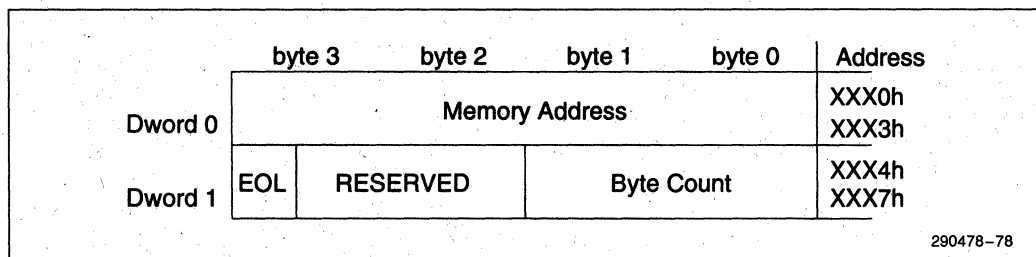 byte 3 byte 2 byte 1 byte 0 Address
Dword 0 Memory Address XXX0h
XXX3h
Dword 1 EOL RESERVED Byte Count XXX4h
XXX7h
290478-78